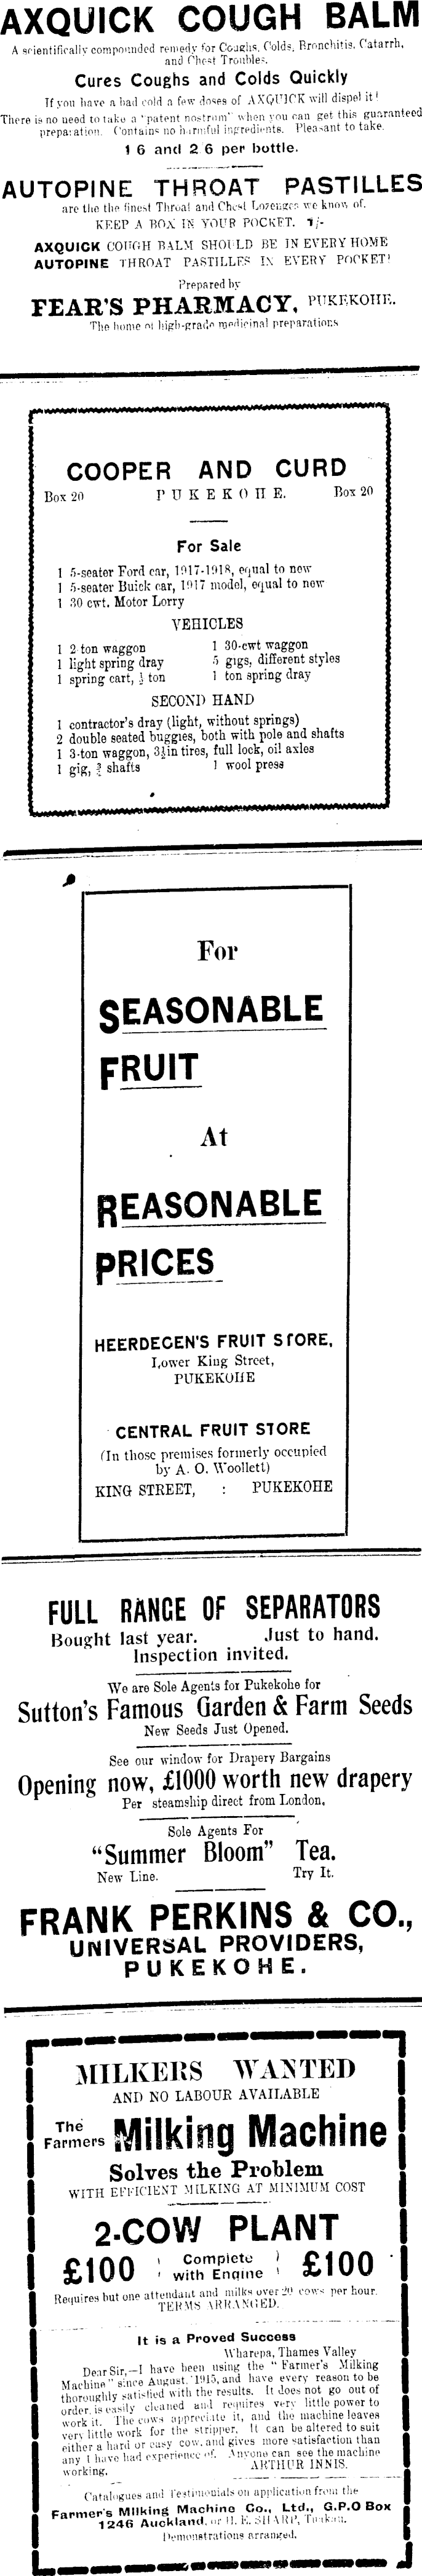 AXQUICK COUGH BALM
A scientifically compounded remedy for Coughs, Colds, Bronchitis, Catarrh,
and Chest Troubles.
Cures Coughs and Colds Quickly
If you have a bad cold a few doses of AXQUICK will dispel it!
There is no need to take a "patent nostrum" when you can get this guaranteed
preparation. Contains no harmful ingredients. Pleasant to take.
1 6 and 2 6 per bottle.
AUTOPINE THROAT PASTILLES
are the the finest Throat and Chest Lozenges we know of.
KEEP A BOX IN YOUR POCKET. 1/-
AXQUICK COUGH BALM SHOULD BE IN EVERY HOME
AUTOPINE THROAT PASTILLES IN EVERY POCKET!
Prepared by
FEAR'S PHARMACY, PUKEKOHE.
The home of high-grade medicinal preparations
COOPER AND CURD
Box 20 PUKEKOHE. Box 20
For Sale
1 5-seater Ford car, 1917-1918, equal to new
1 5-seater Buick car, 1917 model, equal to new
1 30 cwt. Motor Lorry
VEHICLES
1 2 ton waggon 1 30-cwt waggon
1 light spring dray 5 gigs, different styles
1 spring cart, ½ ton 1 ton spring dray
SECOND HAND
1 contractor's dray (light, without springs)
2 double seated buggies, both with pole and shafts
1 3-ton waggon, 3½in tires, full lock, oil axles
1 gig, ¾ shafts 1 wool press
For
SEASONABLE
FRUIT
At
REASONABLE
PRICES
HEERDEGEN'S FRUIT STORE,
Lower King Street,
PUKEKOHE
CENTRAL FRUIT STORE
(In those premises formerly occupied
by A. O. Woollett)
KING STREET, : PUKEKOHE
FULL RANGE OF SEPARATORS
Bought last year. Just to hand.
Inspection invited.
We are Sole Agents for Pukekohe for
Sutton's Famous Garden & Farm Seeds
New Seeds Just Opened.
See our window for Drapery Bargains
Opening now, £1000 worth new drapery
Per steamship direct from London.
Sole Agents For
"Summer Bloom" Tea.
New Line. Try It.
FRANK PERKINS & CO.,
UNIVERSAL PROVIDERS,
PUKEKOHE.
MILKERS WANTED
AND NO LABOUR AVAILABLE
The Farmers Milking Machine
Solves the Problem
WITH EFFICIENT MILKING AT MINIMUM COST
2-COW PLANT
£100 Complete with Engine £100
Requires but one attendant and milks over 20 cows per hour.
TERMS ARRANGED.
It is a Proved Success
Wharepa, Thames Valley
Dear Sir,—I have been using the "Farmer's Milking
Machine" since August, 1915, and have every reason to be
thoroughly satisfied with the results. It does not go out of
order, is easily cleaned and requires very little power to
work it. The cows appreciate it, and the machine leaves
very little work for the stripper. It can be altered to suit
either a hard or easy cow, and gives more satisfaction than
any I have had experience of. Anyone can see the machine
working. ARTHUR INNIS.
Catalogues and Testimonials on application from the
Farmer's Milking Machine Co., Ltd., G.P.O Box
1246 Auckland, or H. E. SHARP, Tuakau.
Demonstrations arranged.